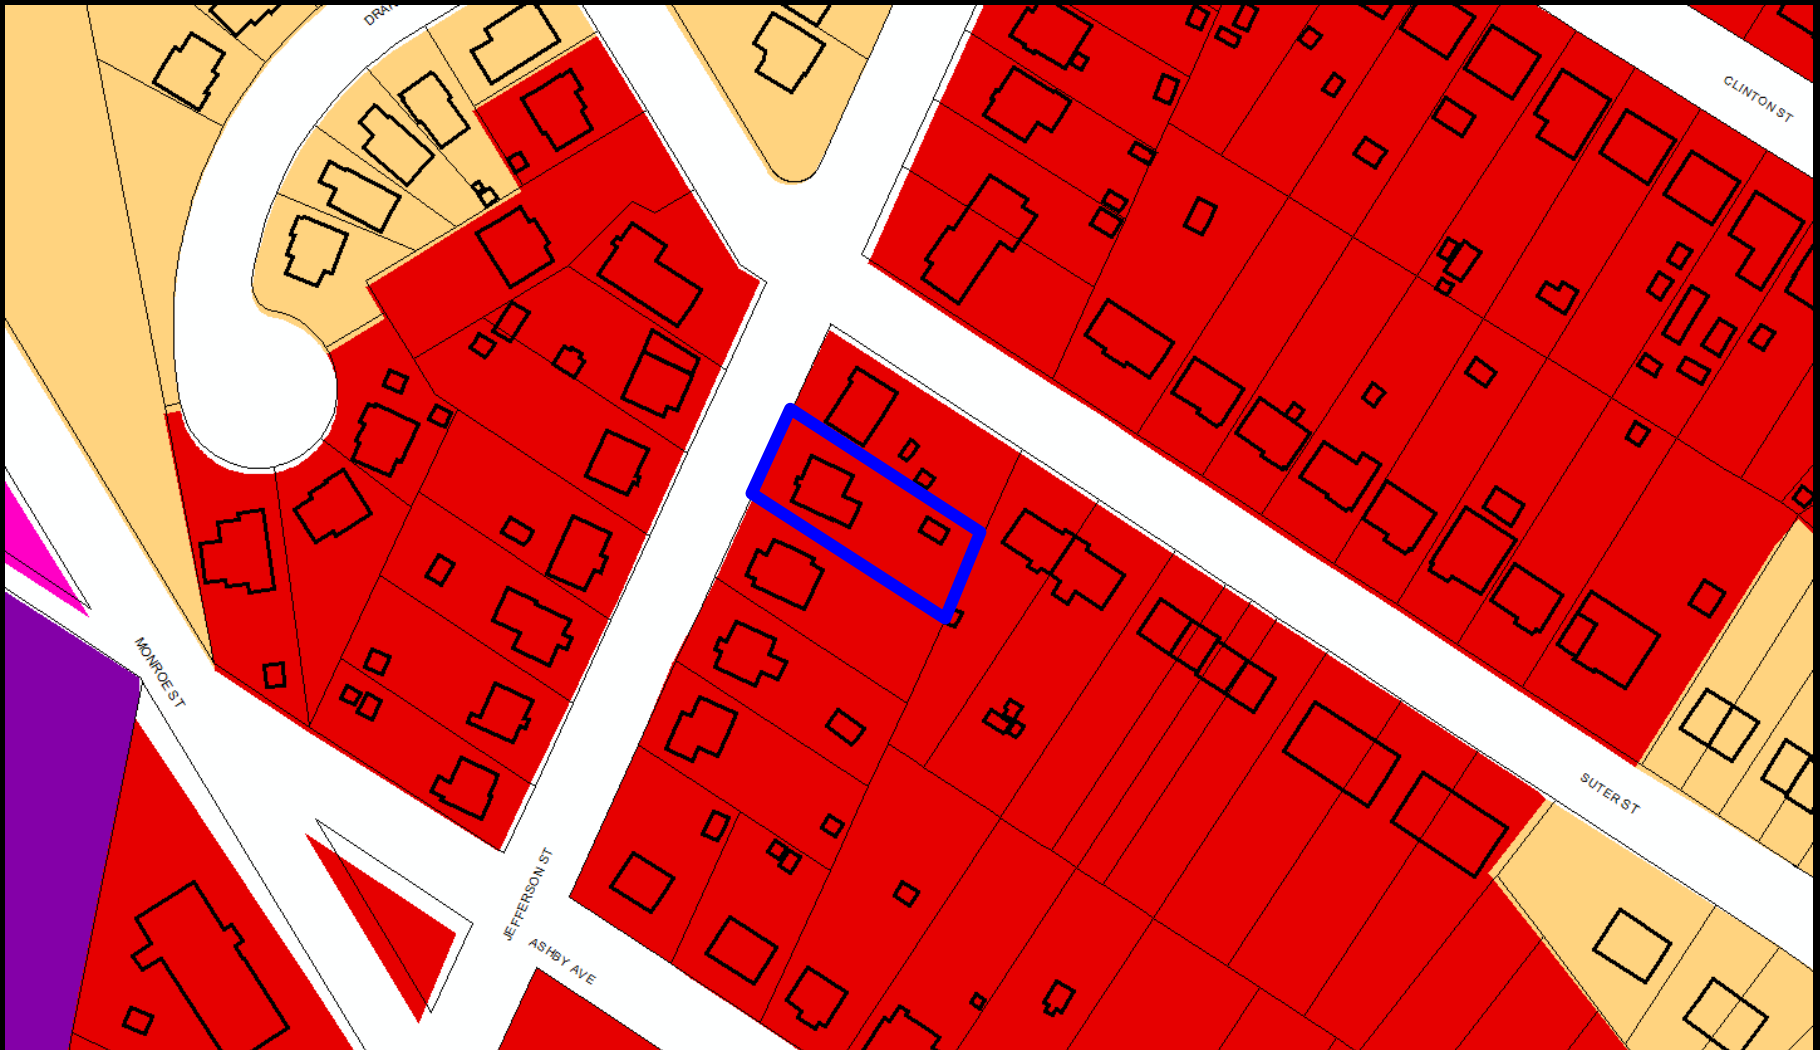 CLINTON ST
MONROE ST
SUTER ST
JEFFERSON ST
ASHBY AVE